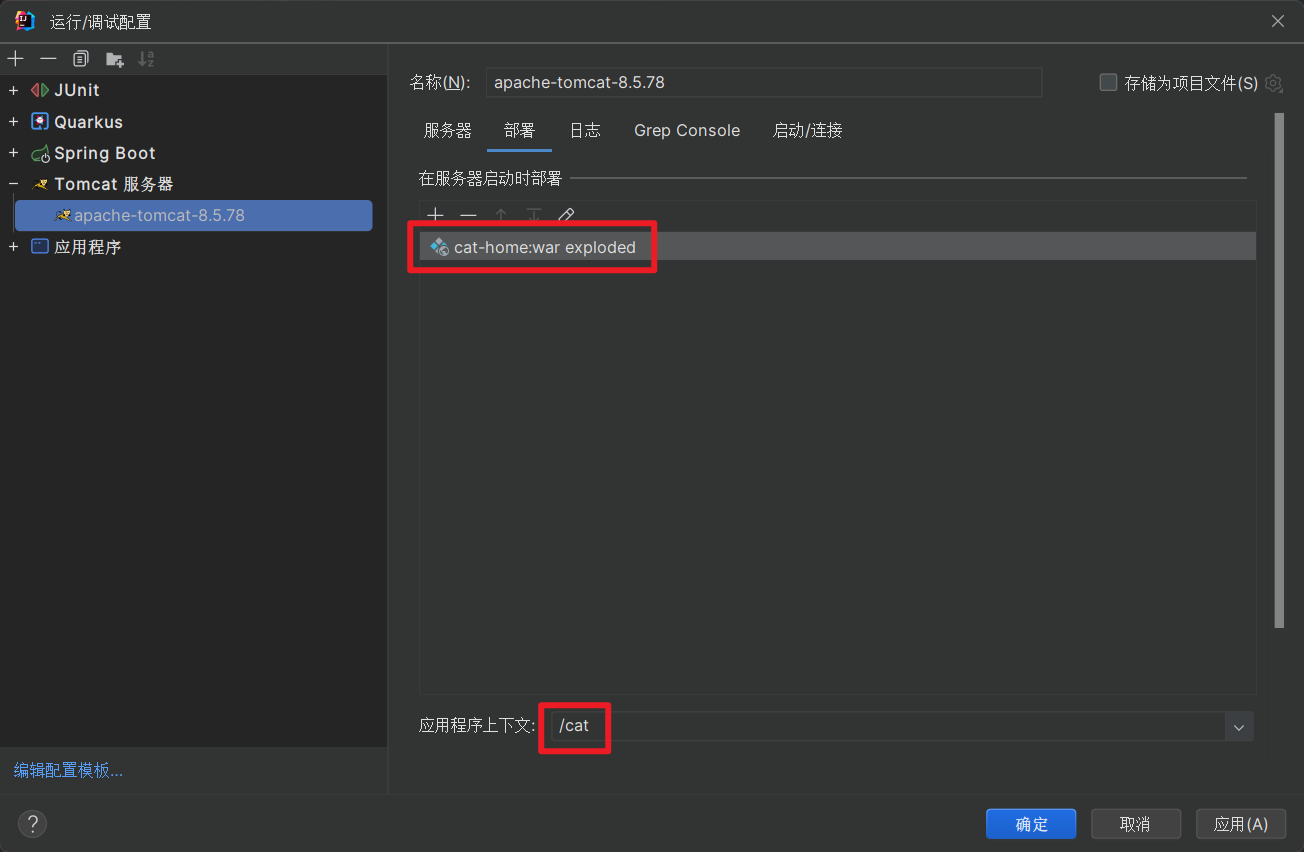 运行/调试配置
JUnit
Quarkus
Spring Boot
Tomcat 服务器
apache-tomcat-8.5.78
应用程序
编辑配置模板...
名称(N): apache-tomcat-8.5.78 存储为项目文件(S)
服务器 部署 日志 Grep Console 启动/连接
在服务器启动时部署
cat-home:war exploded
应用程序上下文: /cat
? 确定 取消 应用(A)